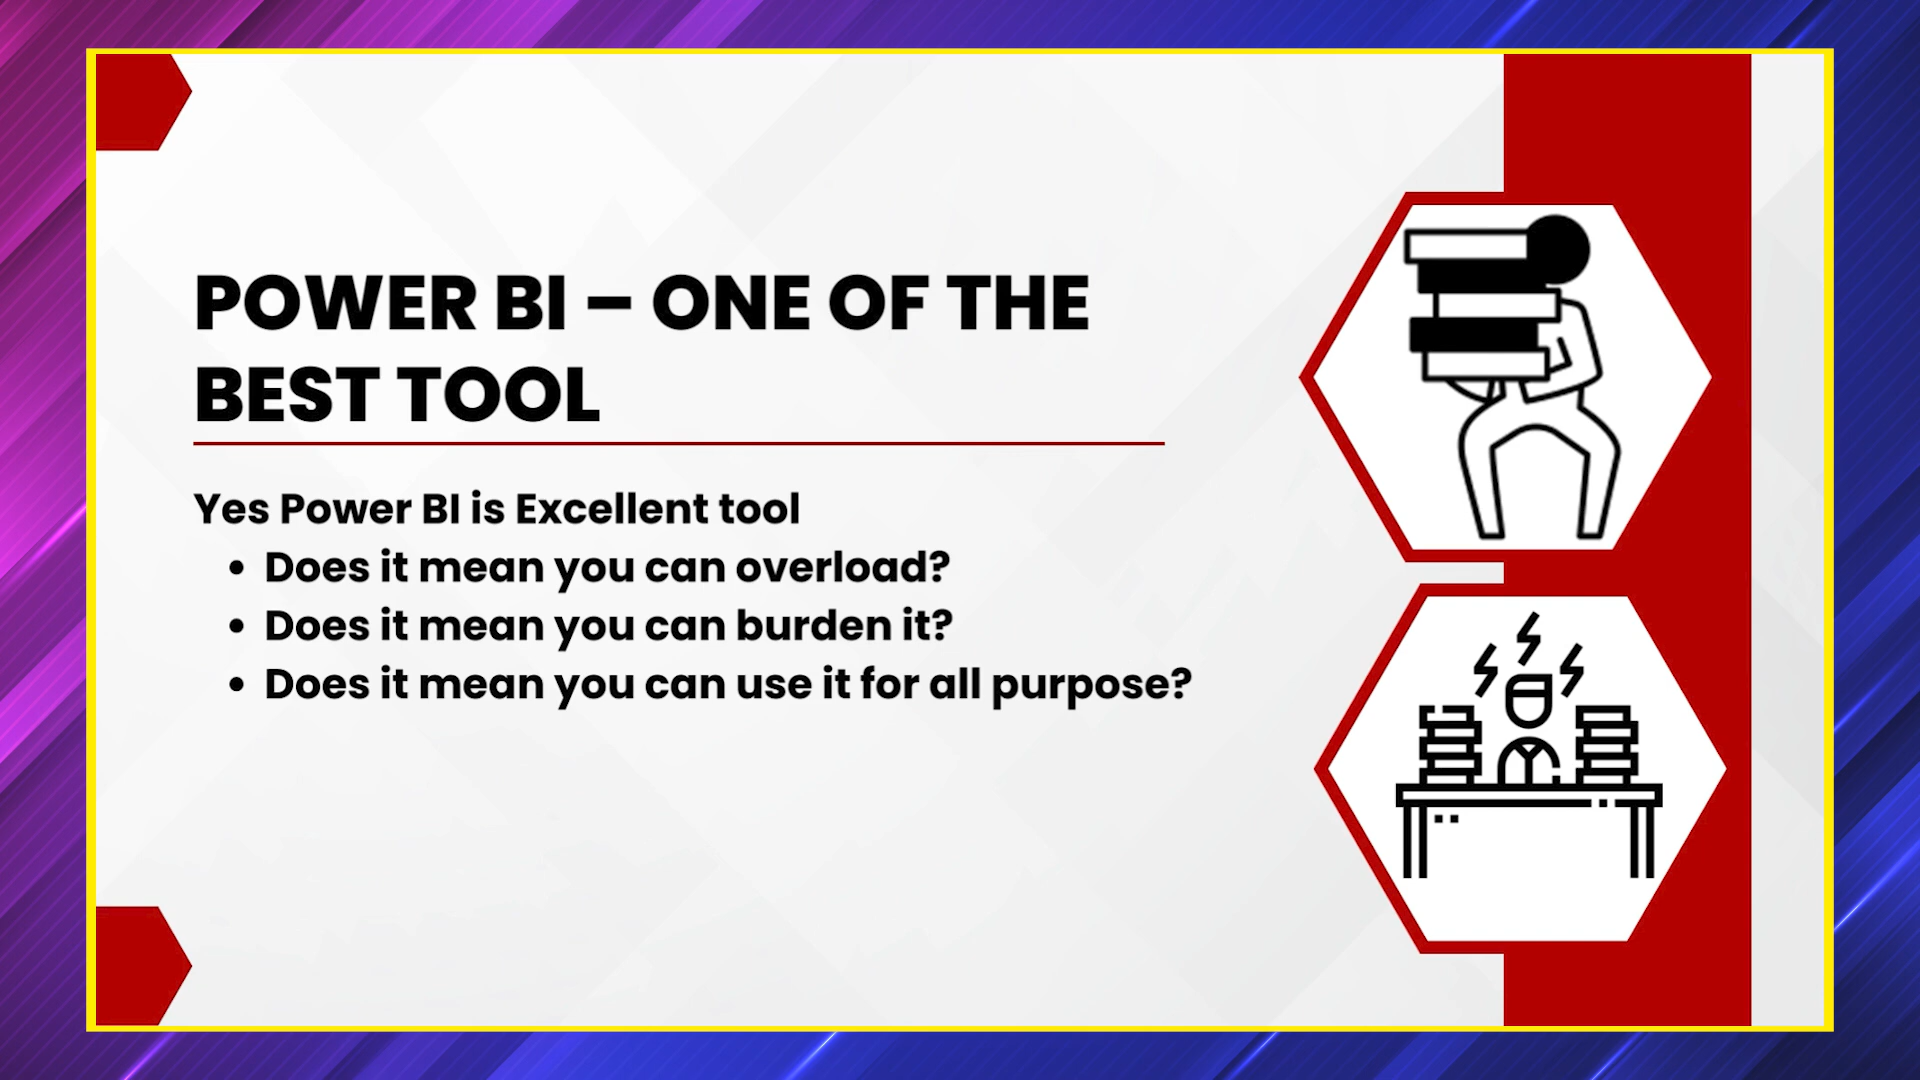 POWER BI – ONE OF THE
BEST TOOL
Yes Power BI is Excellent tool
• Does it mean you can overload?
• Does it mean you can burden it?
• Does it mean you can use it for all purpose?